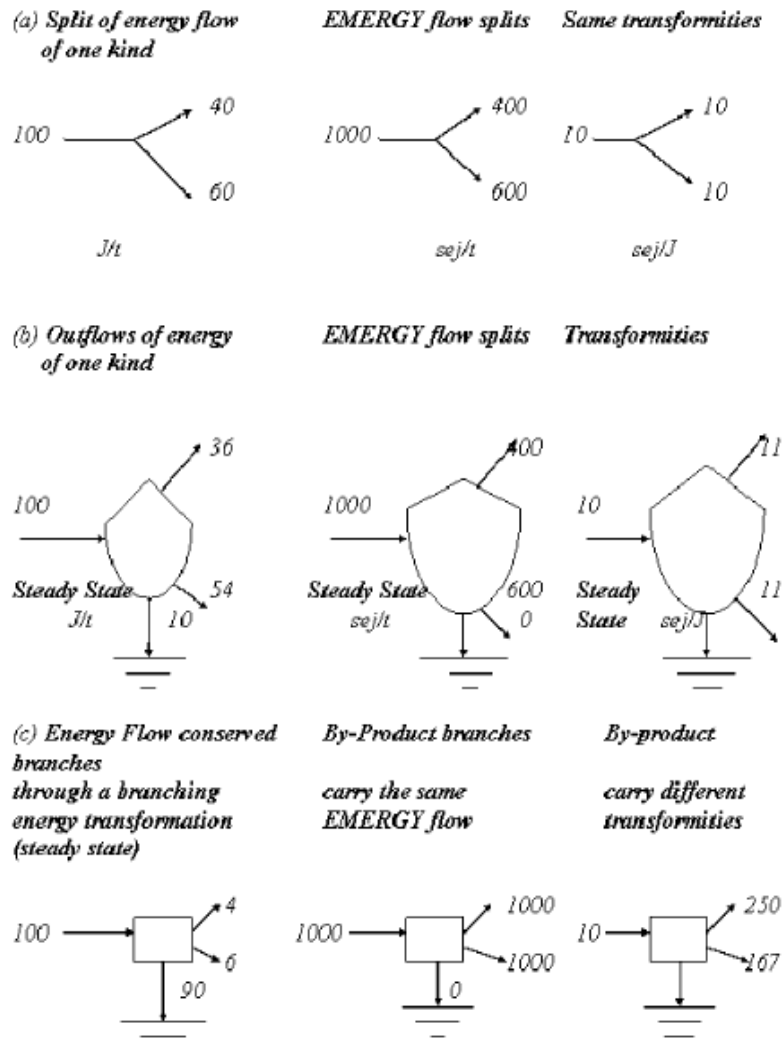 (a) Split of energy flow
of one kind
EMERGY flow splits
Same transformities
40
400
10
100
1000
10
60
600
10
J/t
sej/t
sej/J
(b) Outflows of energy
of one kind
EMERGY flow splits
Transformities
36
400
11
100
1000
10
Steady State
54
J/t
10
Steady State
600
sej/t
0
Steady
State
11
sej/J
(c) Energy Flow conserved
branches
through a branching
energy transformation
(steady state)
By-Product branches
carry the same
EMERGY flow
By-product
carry different
transformities
4
100
6
90
1000
1000
1000
0
250
10
167